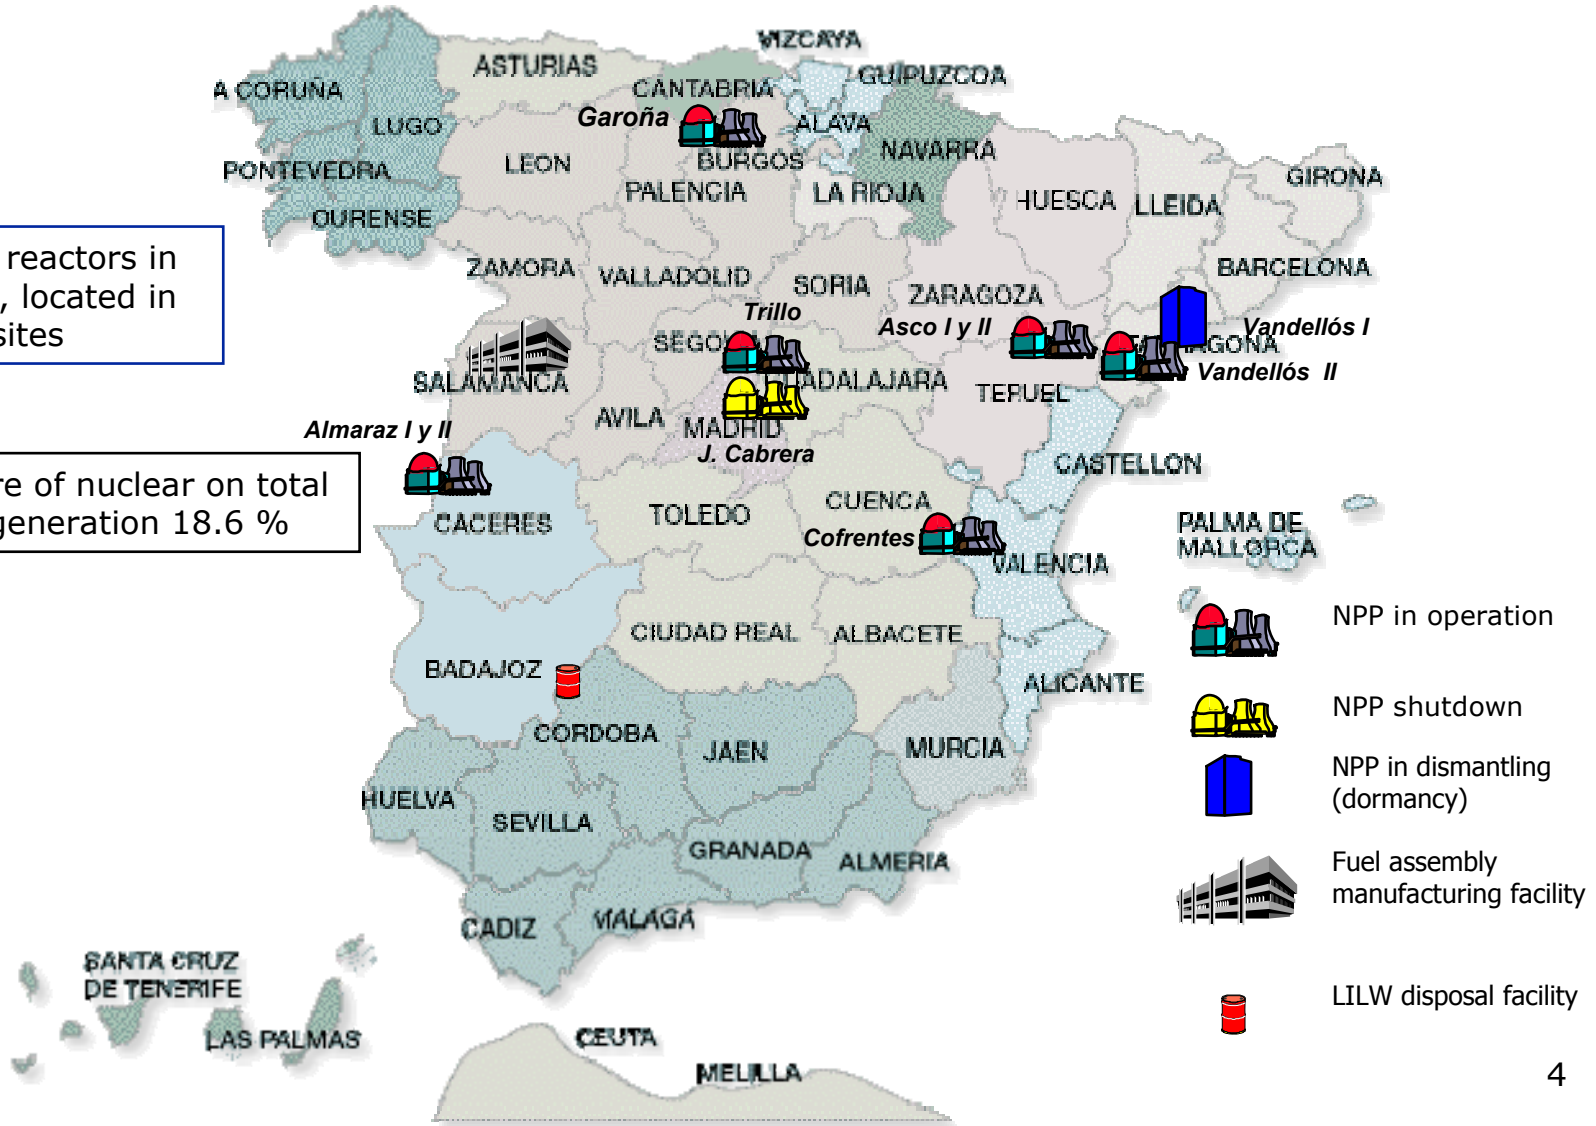 VIZCAYA
ASTURIAS
GUIPUZCOA
CANTABRIA
A CORUÑA
Garoña
LUGO
ALAVA
NAVARRA
BURGOS
LEON
PONTEVEDRA
PALENCIA
LA RIOJA
HUESCA
LLEIDA
GIRONA
OURENSE
reactors in
, located in
sites
ZAMORA
VALLADOLID
SORIA
ZARAGOZA
BARCELONA
Trillo
Asco I y II
Vandellós I
Vandellós II
SALAMANCA
TERUEL
AVILA
MADRID
J. Cabrera
Almaraz I y II
re of nuclear on total
generation 18.6 %
CASTELLON
CACERES
TOLEDO
CUENCA
Cofrentes
VALENCIA
PALMA DE
MALLORCA
CIUDAD REAL
ALBACETE
BADAJOZ
ALICANTE
CORDOBA
JAEN
MURCIA
HUELVA
SEVILLA
GRANADA
ALMERIA
CADIZ
MALAGA
SANTA CRUZ
DE TENERIFE
LAS PALMAS
CEUTA
MELILLA
NPP in operation
NPP shutdown
NPP in dismantling
(dormancy)
Fuel assembly
manufacturing facility
LILW disposal facility
4